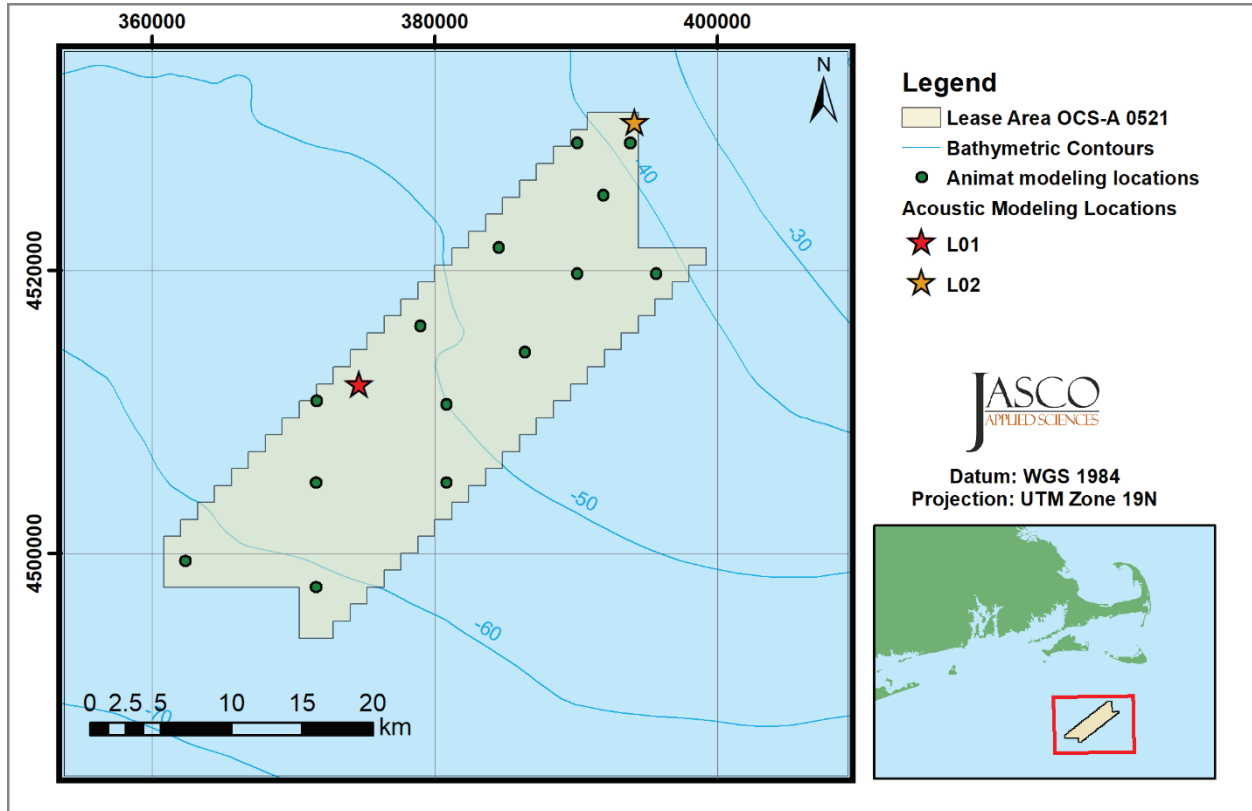 360000 380000 400000
4520000
4500000
N
-40
-30
-50
-60
-70
0 2.5 5 10 15 20
km
Legend
Lease Area OCS-A 0521
Bathymetric Contours
Animat modeling locations
Acoustic Modeling Locations
L01
L02
JASCO
APPLIED SCIENCES
Datum: WGS 1984
Projection: UTM Zone 19N